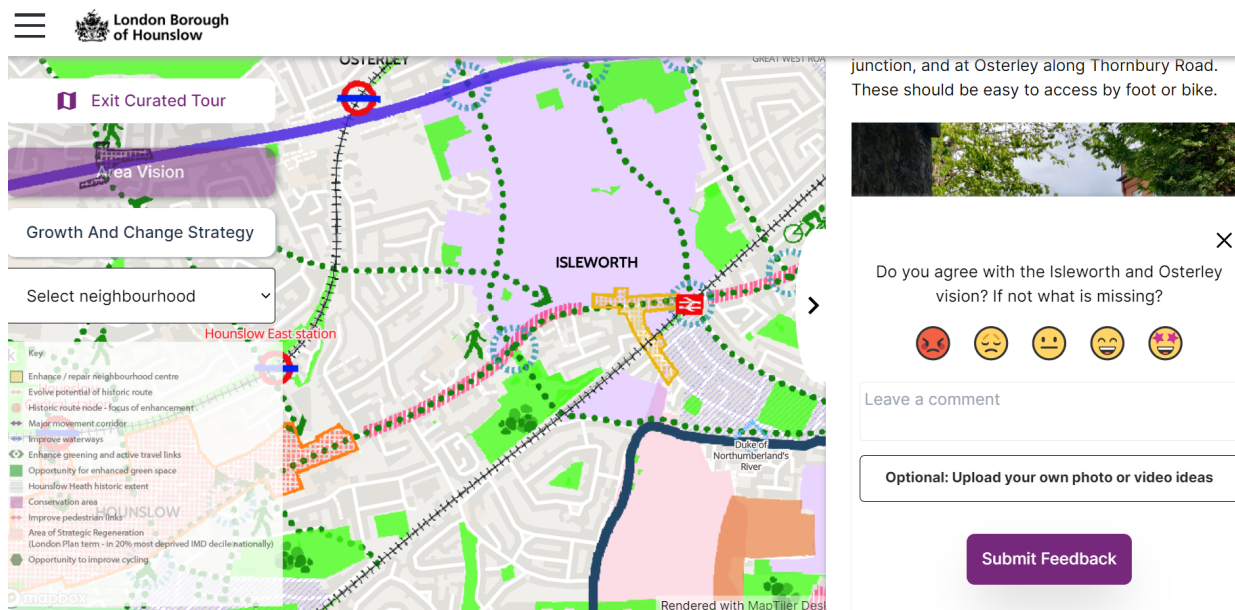 London Borough
of Hounslow
OSTERLEY
GREAT WEST ROA
Exit Curated Tour
Area Vision
Growth And Change Strategy
Select neighbourhood
Hounslow East station
ISLEWORTH
Duke of
Northumberland's
River
HOUNSLOW
Key
Enhance / repair neighbourhood centre
Evolve potential of historic route
Historic route node - focus of enhancement
Major movement corridor
Improve waterways
Enhance greening and active travel links
Opportunity for enhanced green space
Hounslow Heath historic extent
Conservation area
Improve pedestrian links
Area of Strategic Regeneration
(London Plan term - in 20% most deprived IMD decile nationally)
Opportunity to improve cycling
mapbox
Rendered with MapTiler Desk
junction, and at Osterley along Thornbury Road.
These should be easy to access by foot or bike.
Do you agree with the Isleworth and Osterley
vision? If not what is missing?
Leave a comment
Optional: Upload your own photo or video ideas
Submit Feedback